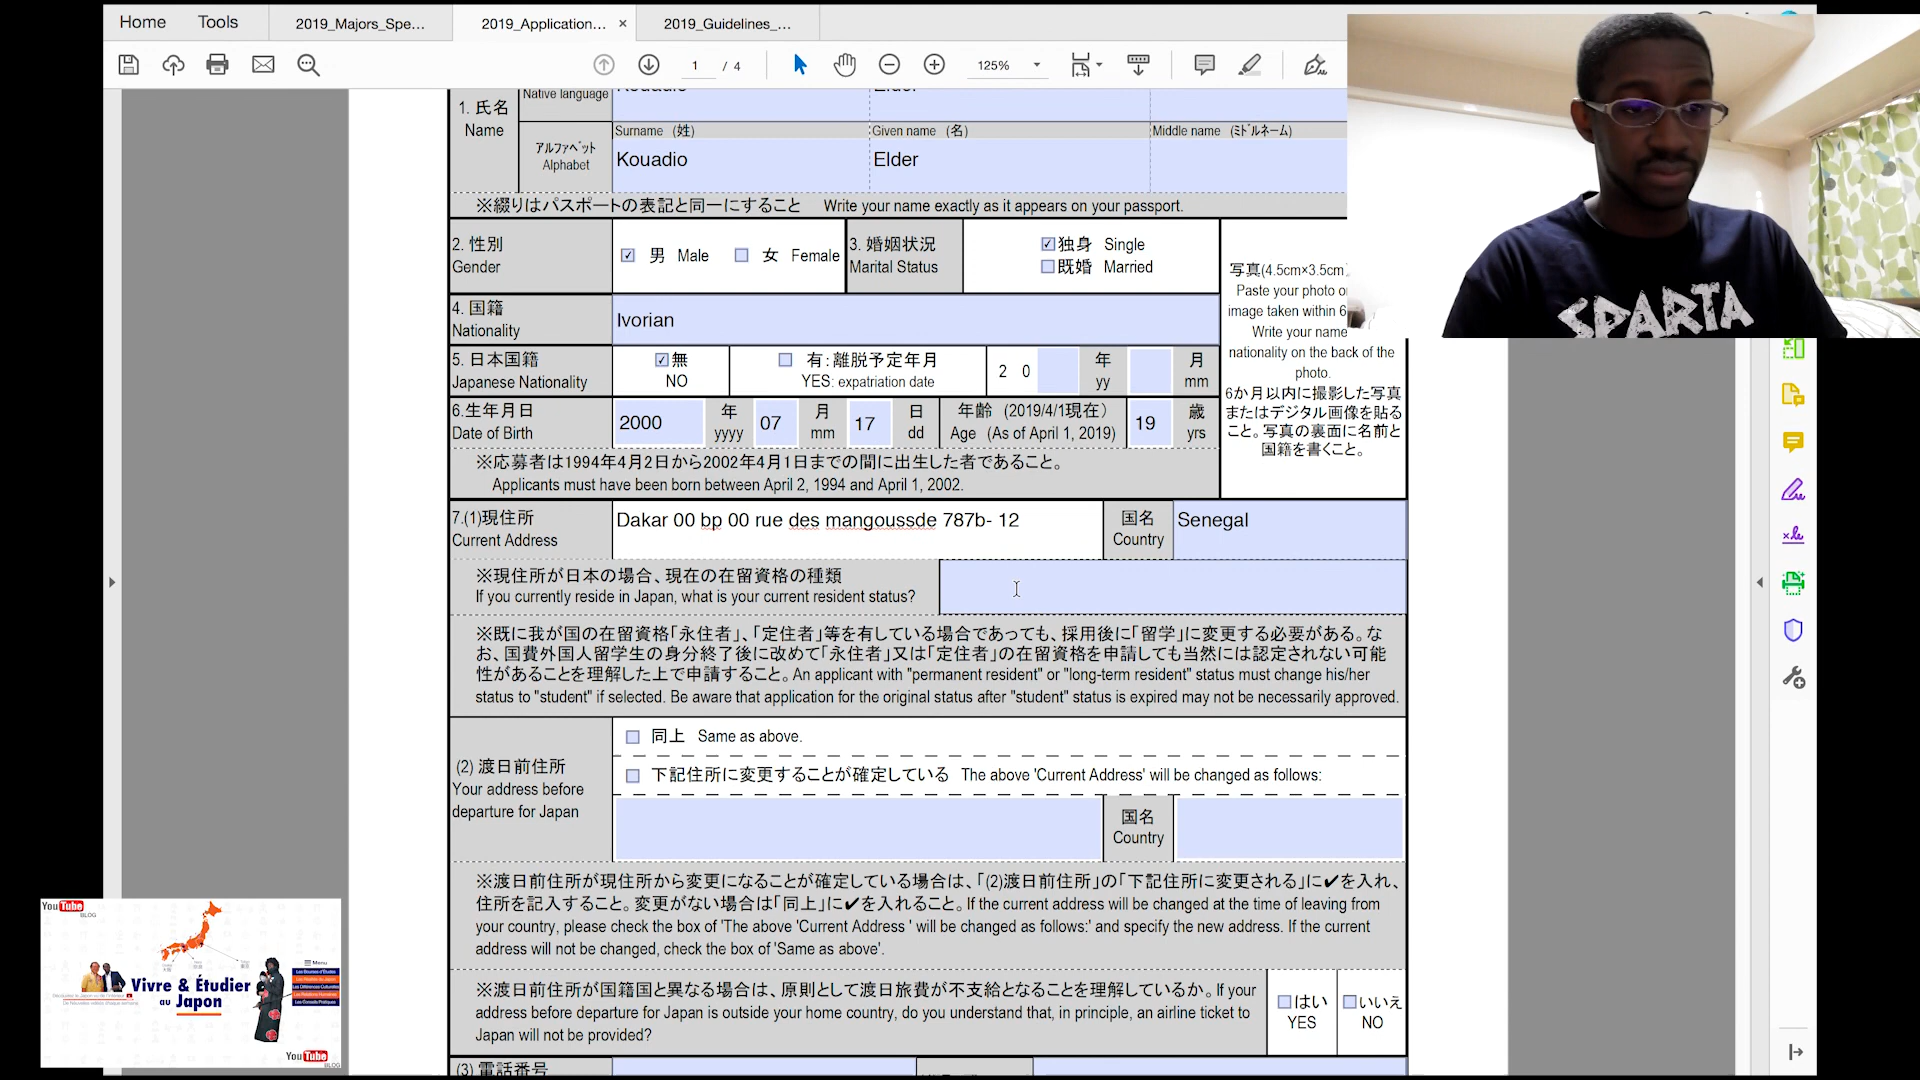 Home Tools 2019_Majors_Spe... 2019_Application... × 2019_Guidelines_...
1 / 4 125%
Native language
1. 氏名
Name
Surname (姓) Given name (名) Middle name (ﾐﾄﾞﾙﾈｰﾑ)
ｱﾙﾌｧﾍﾞｯﾄ
Alphabet
Kouadio Elder
※綴りはパスポートの表記と同一にすること Write your name exactly as it appears on your passport.
2. 性別
Gender
男 Male 女 Female
3. 婚姻状況
Marital Status
独身 Single
既婚 Married
4. 国籍
Nationality
Ivorian
5. 日本国籍
Japanese Nationality
無
NO
有:離脱予定年月
YES: expatriation date
2 0
年
yy
月
mm
6.生年月日
Date of Birth
2000
年
yyyy
07
月
mm
17
日
dd
年齢 (2019/4/1現在)
Age (As of April 1, 2019)
19
歳
yrs
※応募者は1994年4月2日から2002年4月1日までの間に出生した者であること。
Applicants must have been born between April 2, 1994 and April 1, 2002.
写真(4.5cm×3.5cm
Paste your photo
image taken within 6
Write your name
nationality on the back of the
photo.
6か月以内に撮影した写真
またはデジタル画像を貼る
こと。写真の裏面に名前と
国籍を書くこと。
7.(1)現住所
Current Address
Dakar 00 bp 00 rue des mangoussde 787b- 12
国名
Country
Senegal
※現住所が日本の場合、現在の在留資格の種類
If you currently reside in Japan, what is your current resident status?
※既に我が国の在留資格「永住者」、「定住者」等を有している場合であっても、採用後に「留学」に変更する必要がある。な
お、国費外国人留学生の身分終了後に改めて「永住者」又は「定住者」の在留資格を申請しても当然には認定されない可能
性があることを理解した上で申請すること。An applicant with "permanent resident" or "long-term resident" status must change his/her
status to "student" if selected. Be aware that application for the original status after "student" status is expired may not be necessarily approved.
(2) 渡日前住所
Your address before
departure for Japan
同上 Same as above.
下記住所に変更することが確定している The above 'Current Address' will be changed as follows:
国名
Country
※渡日前住所が現住所から変更になることが確定している場合は、「(2)渡日前住所」の「下記住所に変更される」に✔を入れ、
住所を記入すること。変更がない場合は「同上」に✔を入れること。If the current address will be changed at the time of leaving from
your country, please check the box of 'The above 'Current Address ' will be changed as follows:' and specify the new address. If the current
address will not be changed, check the box of 'Same as above'.
※渡日前住所が国籍国と異なる場合は、原則として渡日旅費が不支給となることを理解しているか。If your
address before departure for Japan is outside your home country, do you understand that, in principle, an airline ticket to
Japan will not be provided?
はい
YES
いいえ
NO
(3) 電話番号
SPARTA
YouTube
BLOG
Menu
Vivre & Étudier
au Japon
YouTube
BLOG